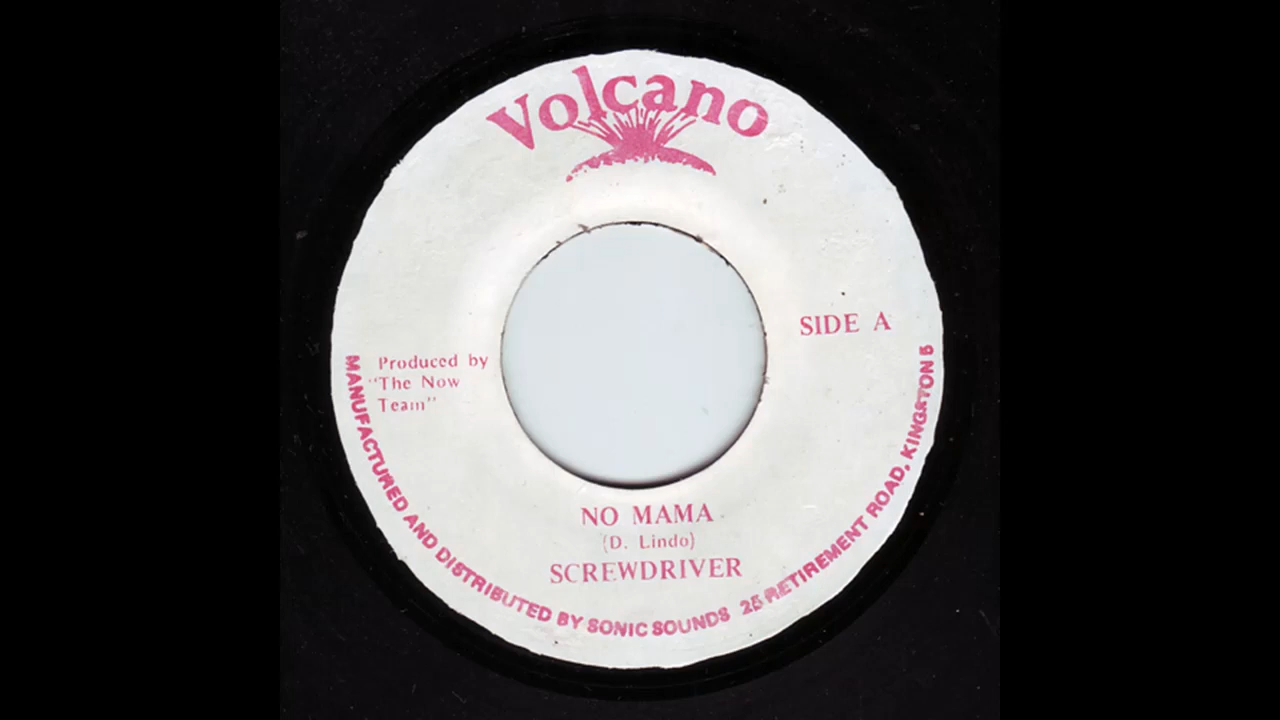 Volcano
SIDE A
Produced by
"The Now
Team"
NO MAMA
(D. Lindo)
SCREWDRIVER
MANUFACTURED AND DISTRIBUTED BY SONIC SOUNDS 25 RETIREMENT ROAD, KINGSTON 5